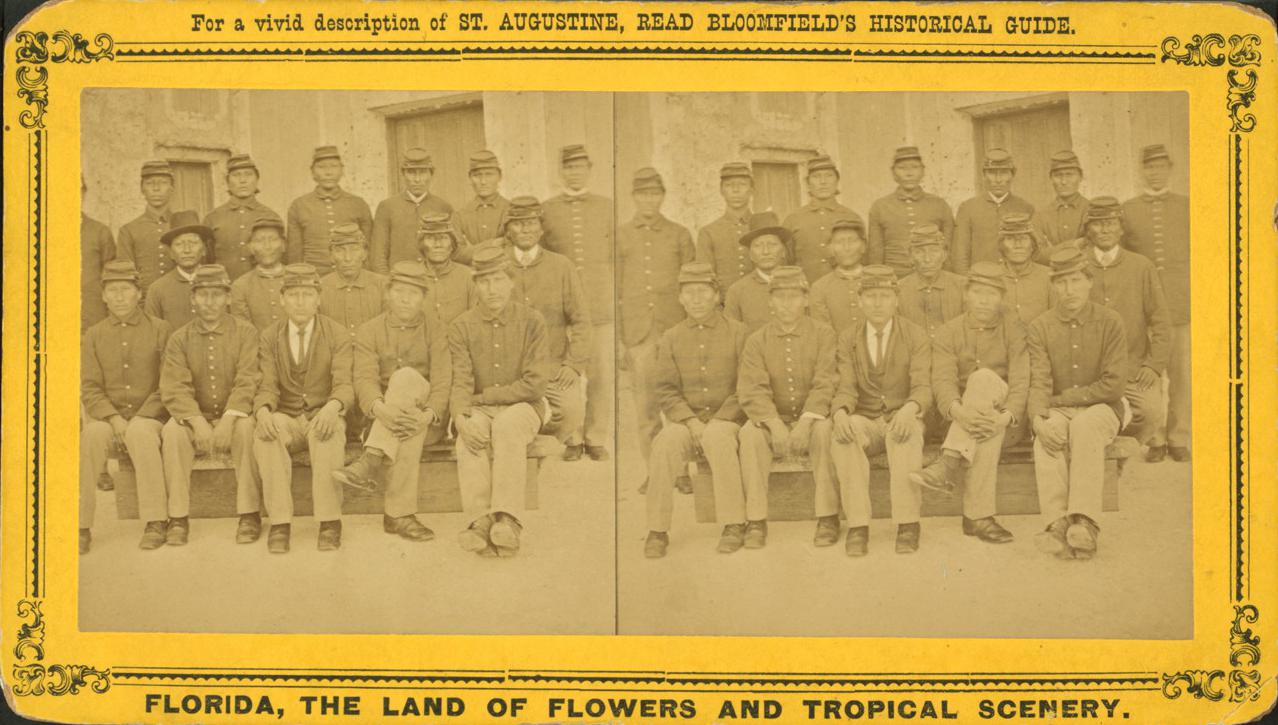 For a vivid description of ST. AUGUSTINE, READ BLOOMFIELD'S HISTORICAL GUIDE.
FLORIDA, THE LAND OF FLOWERS AND TROPICAL SCENERY.